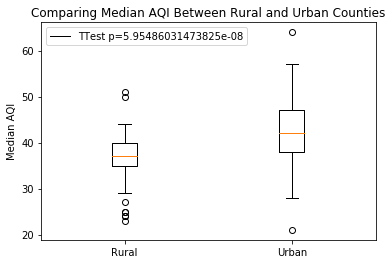 Comparing Median AQI Between Rural and Urban Counties
TTest p=5.95486031473825e-08
60
50
40
30
20
Median AQI
Rural
Urban